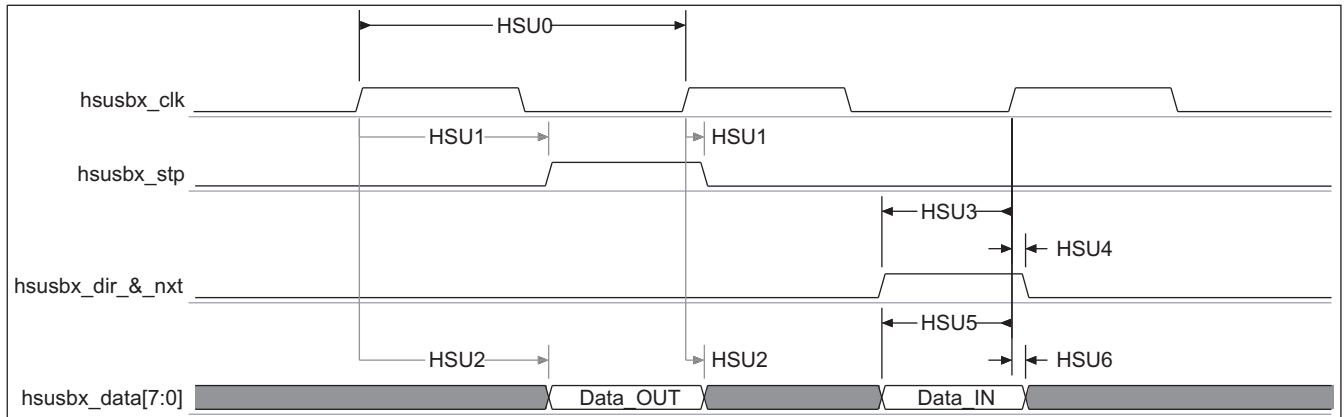 HSU0
hsusbx_clk
HSU1 HSU1
hsusbx_stp
HSU3
HSU4
hsusbx_dir_&_nxt
HSU5
HSU2 HSU2 HSU6
hsusbx_data[7:0] Data_OUT Data_IN